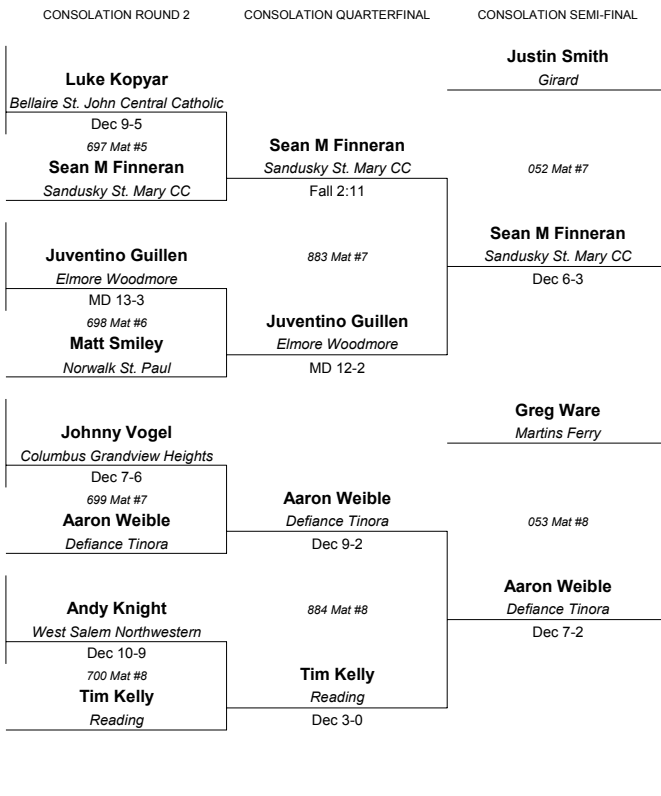 CONSOLATION ROUND 2
CONSOLATION QUARTERFINAL
CONSOLATION SEMI-FINAL
Luke Kopyar
Bellaire St. John Central Catholic
Dec 9-5
697 Mat #5
Sean M Finneran
Sandusky St. Mary CC
Juventino Guillen
Elmore Woodmore
MD 13-3
698 Mat #6
Matt Smiley
Norwalk St. Paul
Johnny Vogel
Columbus Grandview Heights
Dec 7-6
699 Mat #7
Aaron Weible
Defiance Tinora
Andy Knight
West Salem Northwestern
Dec 10-9
700 Mat #8
Tim Kelly
Reading
Sean M Finneran
Sandusky St. Mary CC
Fall 2:11
883 Mat #7
Juventino Guillen
Elmore Woodmore
MD 12-2
Aaron Weible
Defiance Tinora
Dec 9-2
884 Mat #8
Tim Kelly
Reading
Dec 3-0
Justin Smith
Girard
052 Mat #7
Sean M Finneran
Sandusky St. Mary CC
Dec 6-3
Greg Ware
Martins Ferry
053 Mat #8
Aaron Weible
Defiance Tinora
Dec 7-2